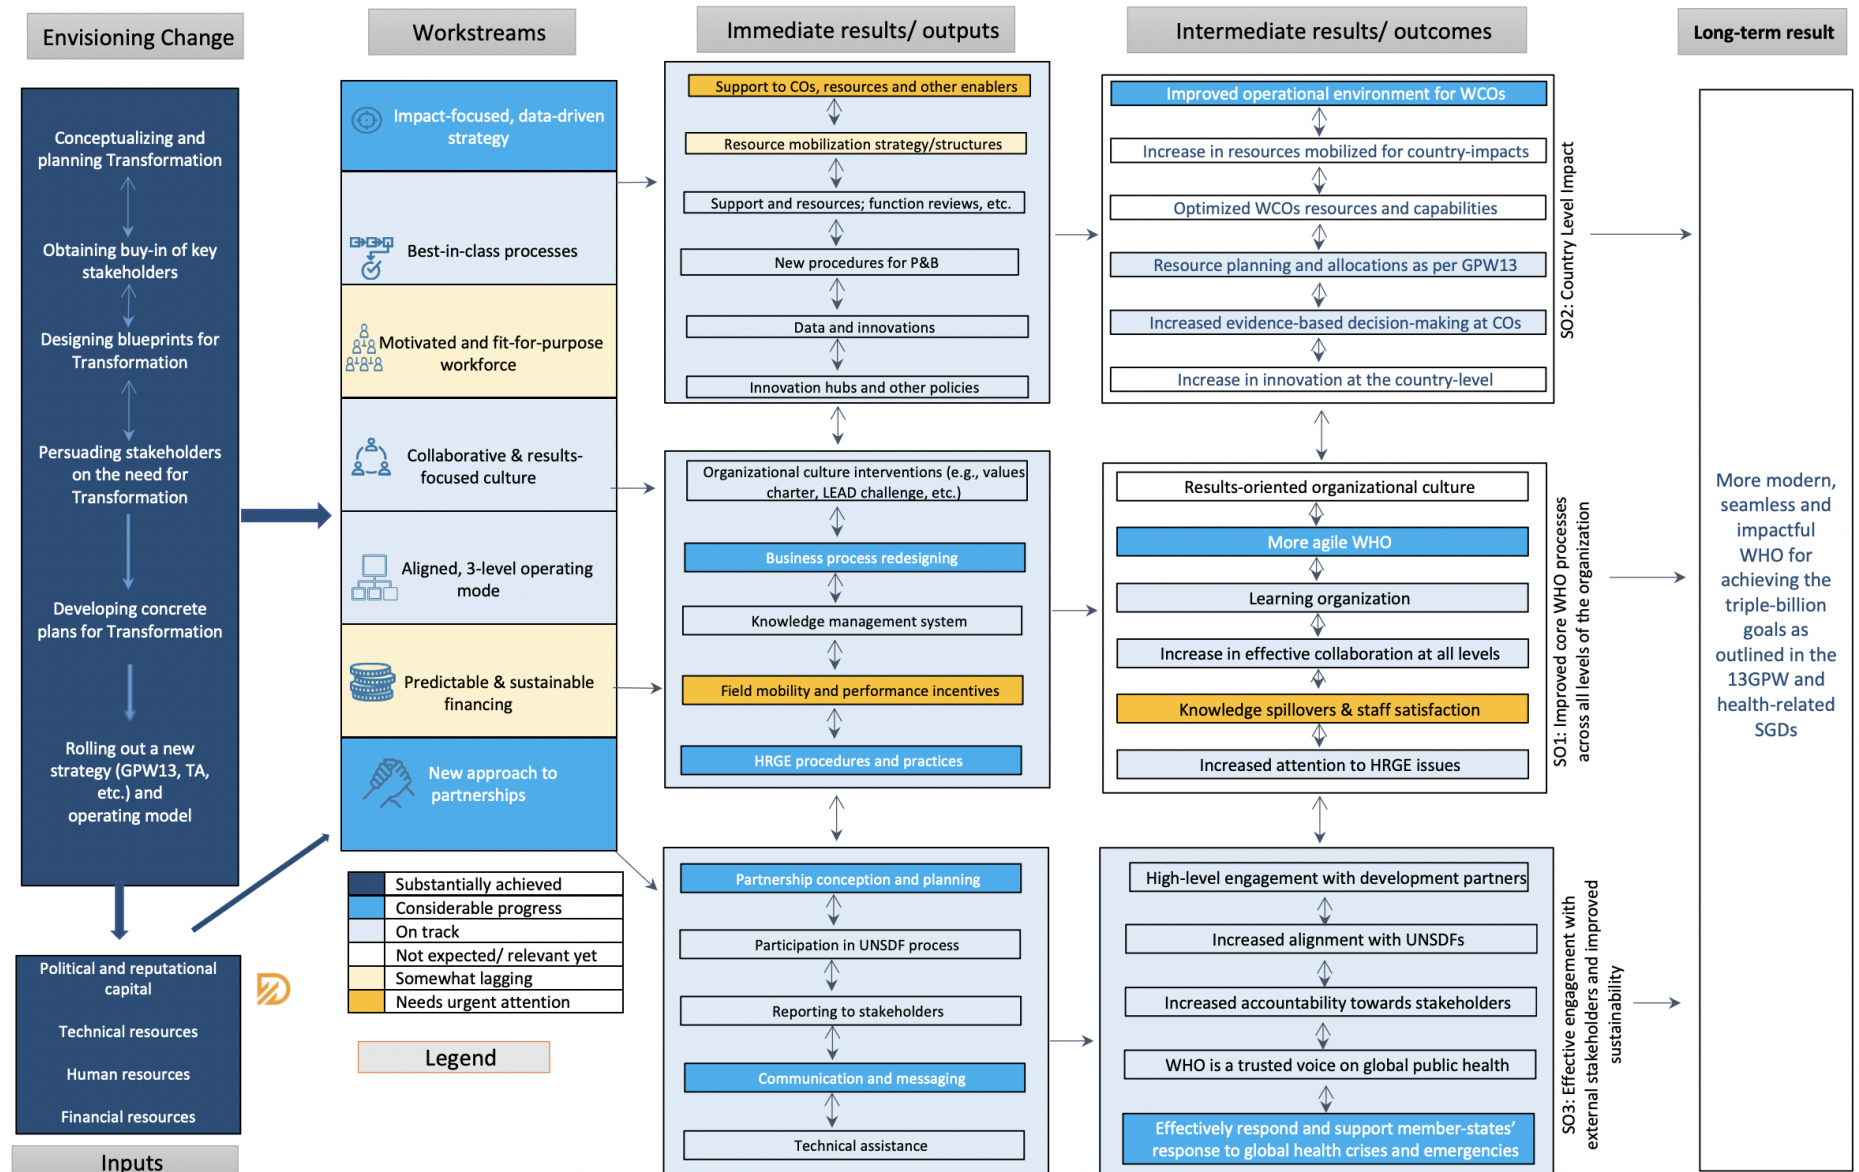 Envisioning Change
Workstreams
Immediate results/ outputs
Intermediate results/ outcomes
Long-term result
Conceptualizing and
planning Transformation
Obtaining buy-in of key
stakeholders
Designing blueprints for
Transformation
Persuading stakeholders
on the need for
Transformation
Developing concrete
plans for Transformation
Rolling out a new
strategy (GPW13, TA,
etc.) and
operating model
Political and reputational
capital
Technical resources
Human resources
Financial resources
Inputs
Impact-focused, data-driven
strategy
Best-in-class processes
Motivated and fit-for-purpose
workforce
Collaborative & results-
focused culture
Aligned, 3-level operating
mode
Predictable & sustainable
financing
New approach to
partnerships
Substantially achieved
Considerable progress
On track
Not expected/ relevant yet
Somewhat lagging
Needs urgent attention
Legend
Support to COs, resources and other enablers
Resource mobilization strategy/structures
Support and resources; function reviews, etc.
New procedures for P&B
Data and innovations
Innovation hubs and other policies
Organizational culture interventions (e.g., values
charter, LEAD challenge, etc.)
Business process redesigning
Knowledge management system
Field mobility and performance incentives
HRGE procedures and practices
Partnership conception and planning
Participation in UNSDF process
Reporting to stakeholders
Communication and messaging
Technical assistance
Improved operational environment for WCOs
Increase in resources mobilized for country-impacts
Optimized WCOs resources and capabilities
Resource planning and allocations as per GPW13
Increased evidence-based decision-making at COs
Increase in innovation at the country-level
SO2: Country Level Impact
Results-oriented organizational culture
More agile WHO
Learning organization
Increase in effective collaboration at all levels
Knowledge spillovers & staff satisfaction
Increased attention to HRGE issues
SO1: Improved core WHO processes
across all levels of the organization
High-level engagement with development partners
Increased alignment with UNSDFs
Increased accountability towards stakeholders
WHO is a trusted voice on global public health
Effectively respond and support member-states’
response to global health crises and emergencies
SO3: Effective engagement with
external stakeholders and improved
sustainability
More modern,
seamless and
impactful
WHO for
achieving the
triple-billion
goals as
outlined in the
13GPW and
health-related
SGDs